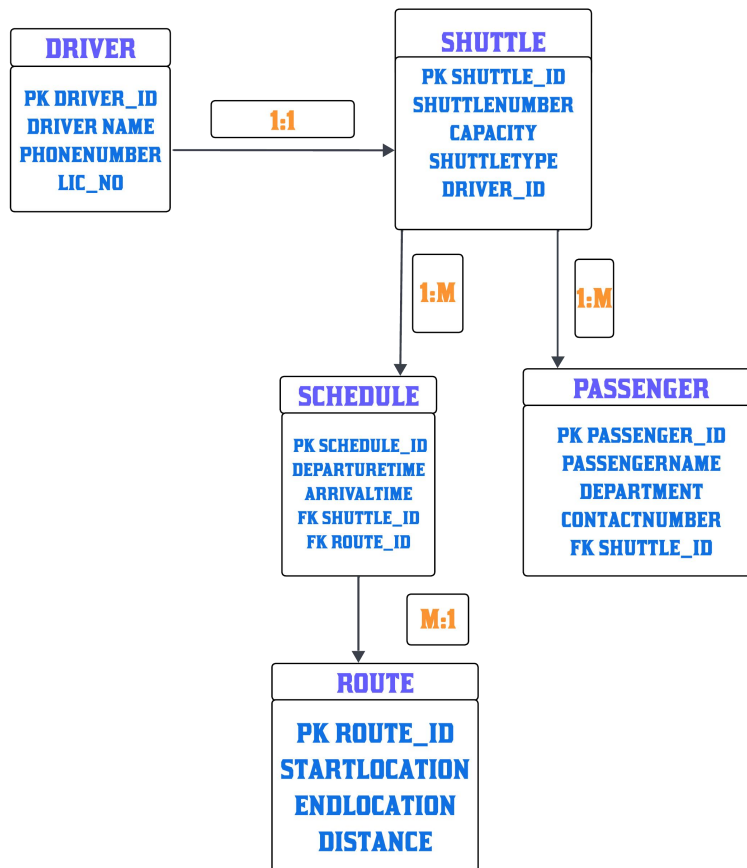 DRIVER
PK DRIVER_ID
DRIVER NAME
PHONENUMBER
LIC_NO
1:1
SHUTTLE
PK SHUTTLE_ID
SHUTTLENUMBER
CAPACITY
SHUTTLETYPE
DRIVER_ID
1:M
1:M
SCHEDULE
PK SCHEDULE_ID
DEPARTURETIME
ARRIVALTIME
FK SHUTTLE_ID
FK ROUTE_ID
PASSENGER
PK PASSENGER_ID
PASSENGERNAME
DEPARTMENT
CONTACTNUMBER
FK SHUTTLE_ID
M:1
ROUTE
PK ROUTE_ID
STARTLOCATION
ENDLOCATION
DISTANCE